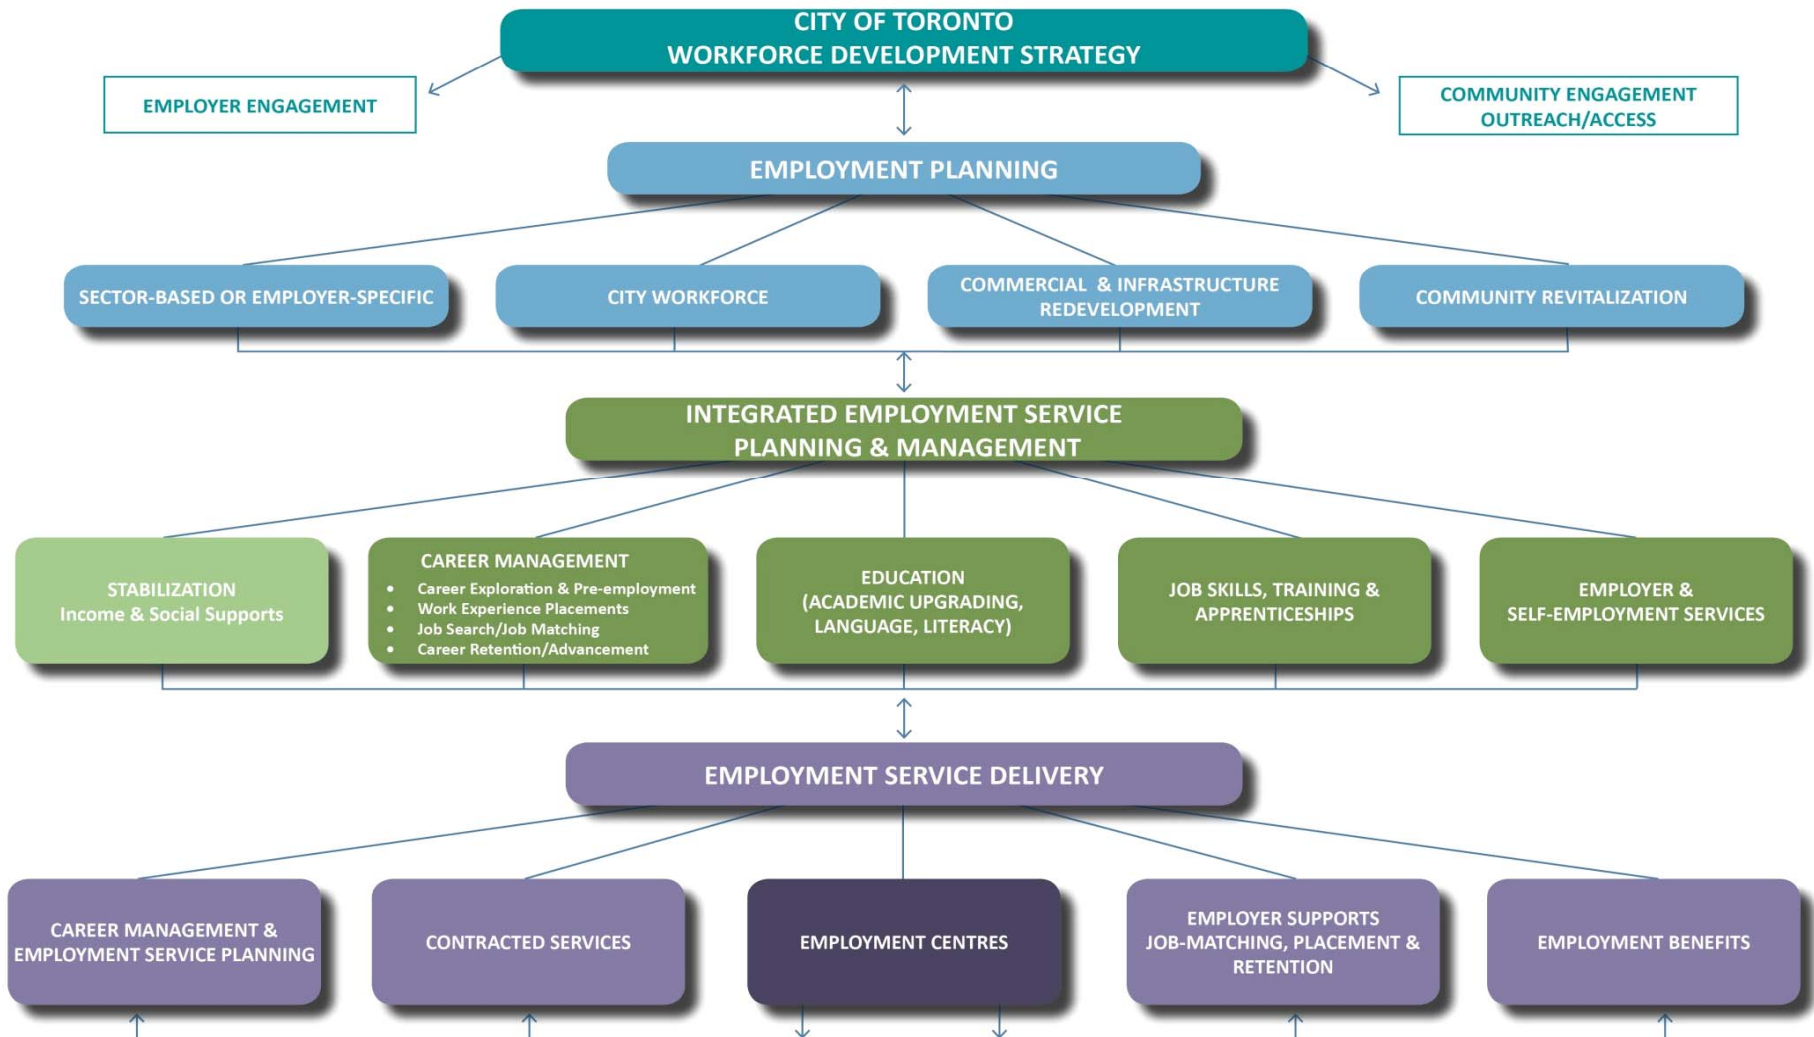 CITY OF TORONTO
WORKFORCE DEVELOPMENT STRATEGY
EMPLOYER ENGAGEMENT
COMMUNITY ENGAGEMENT
OUTREACH/ACCESS
EMPLOYMENT PLANNING
SECTOR-BASED OR EMPLOYER-SPECIFIC
CITY WORKFORCE
COMMERCIAL & INFRASTRUCTURE
REDEVELOPMENT
COMMUNITY REVITALIZATION
INTEGRATED EMPLOYMENT SERVICE
PLANNING & MANAGEMENT
STABILIZATION
Income & Social Supports
CAREER MANAGEMENT
• Career Exploration & Pre-employment
• Work Experience Placements
• Job Search/Job Matching
• Career Retention/Advancement
EDUCATION
(ACADEMIC UPGRADING,
LANGUAGE, LITERACY)
JOB SKILLS, TRAINING &
APPRENTICESHIPS
EMPLOYER &
SELF-EMPLOYMENT SERVICES
EMPLOYMENT SERVICE DELIVERY
CAREER MANAGEMENT &
EMPLOYMENT SERVICE PLANNING
CONTRACTED SERVICES
EMPLOYMENT CENTRES
EMPLOYER SUPPORTS
JOB-MATCHING, PLACEMENT &
RETENTION
EMPLOYMENT BENEFITS